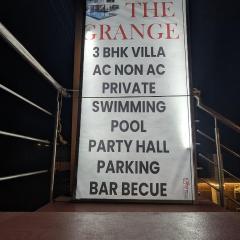 THE
GRANGE
3 BHK VILLA
AC NON AC
PRIVATE
SWIMMING
POOL
PARTY HALL
PARKING
BAR BECUE